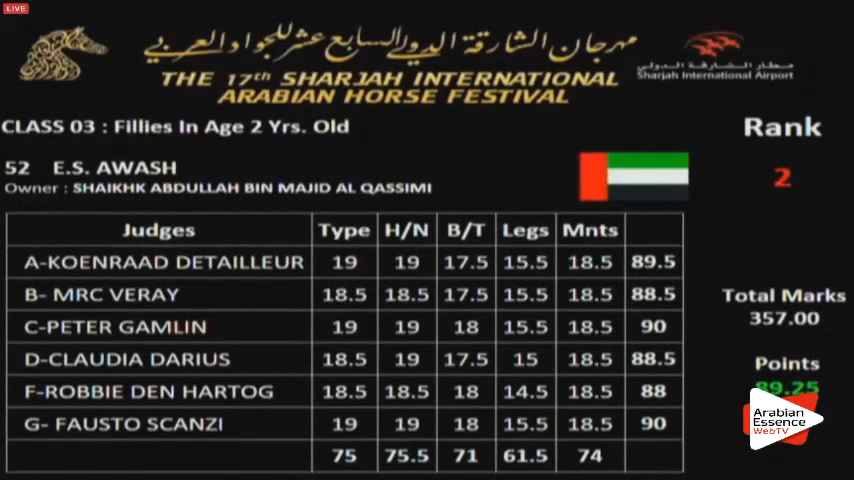 LIVE
مهرجان الشارقة الدولي السابع عشر للجواد العربي
THE 17th SHARJAH INTERNATIONAL
ARABIAN HORSE FESTIVAL
مطار الشارقة الدولي
Sharjah International Airport
CLASS 03 : Fillies In Age 2 Yrs. Old
Rank
52 E.S. AWASH
2
Owner : SHAIKHK ABDULLAH BIN MAJID AL QASSIMI
Judges Type H/N B/T Legs Mnts
A-KOENRAAD DETAILLEUR 19 19 17.5 15.5 18.5 89.5
B- MRC VERAY 18.5 18.5 17.5 15.5 18.5 88.5
C-PETER GAMLIN 19 19 18 15.5 18.5 90
D-CLAUDIA DARIUS 18.5 19 17.5 15 18.5 88.5
F-ROBBIE DEN HARTOG 18.5 18.5 18 14.5 18.5 88
G- FAUSTO SCANZI 19 19 18 15.5 18.5 90
75 75.5 71 61.5 74
Total Marks
357.00
Points
89.25
Arabian
Essence
WebTV